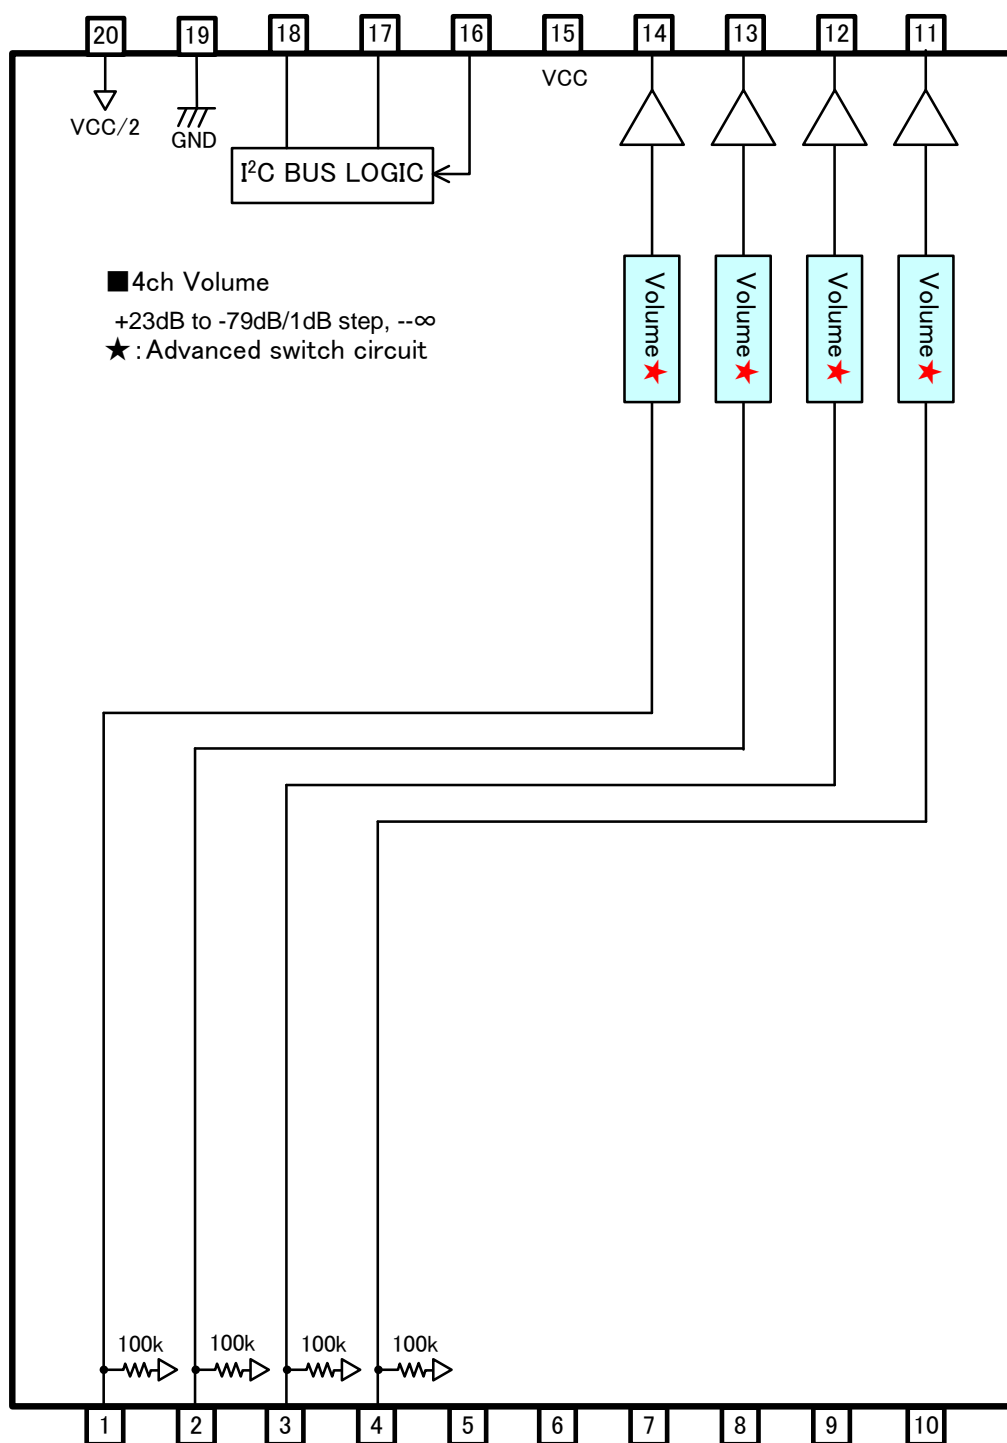 20 19 18 17 16 15 14 13 12 11
VCC
VCC/2
GND
I²C BUS LOGIC
■4ch Volume
+23dB to -79dB/1dB step, --∞
★:Advanced switch circuit
Volume★
Volume★
Volume★
Volume★
100k 100k 100k 100k
1 2 3 4 5 6 7 8 9 10